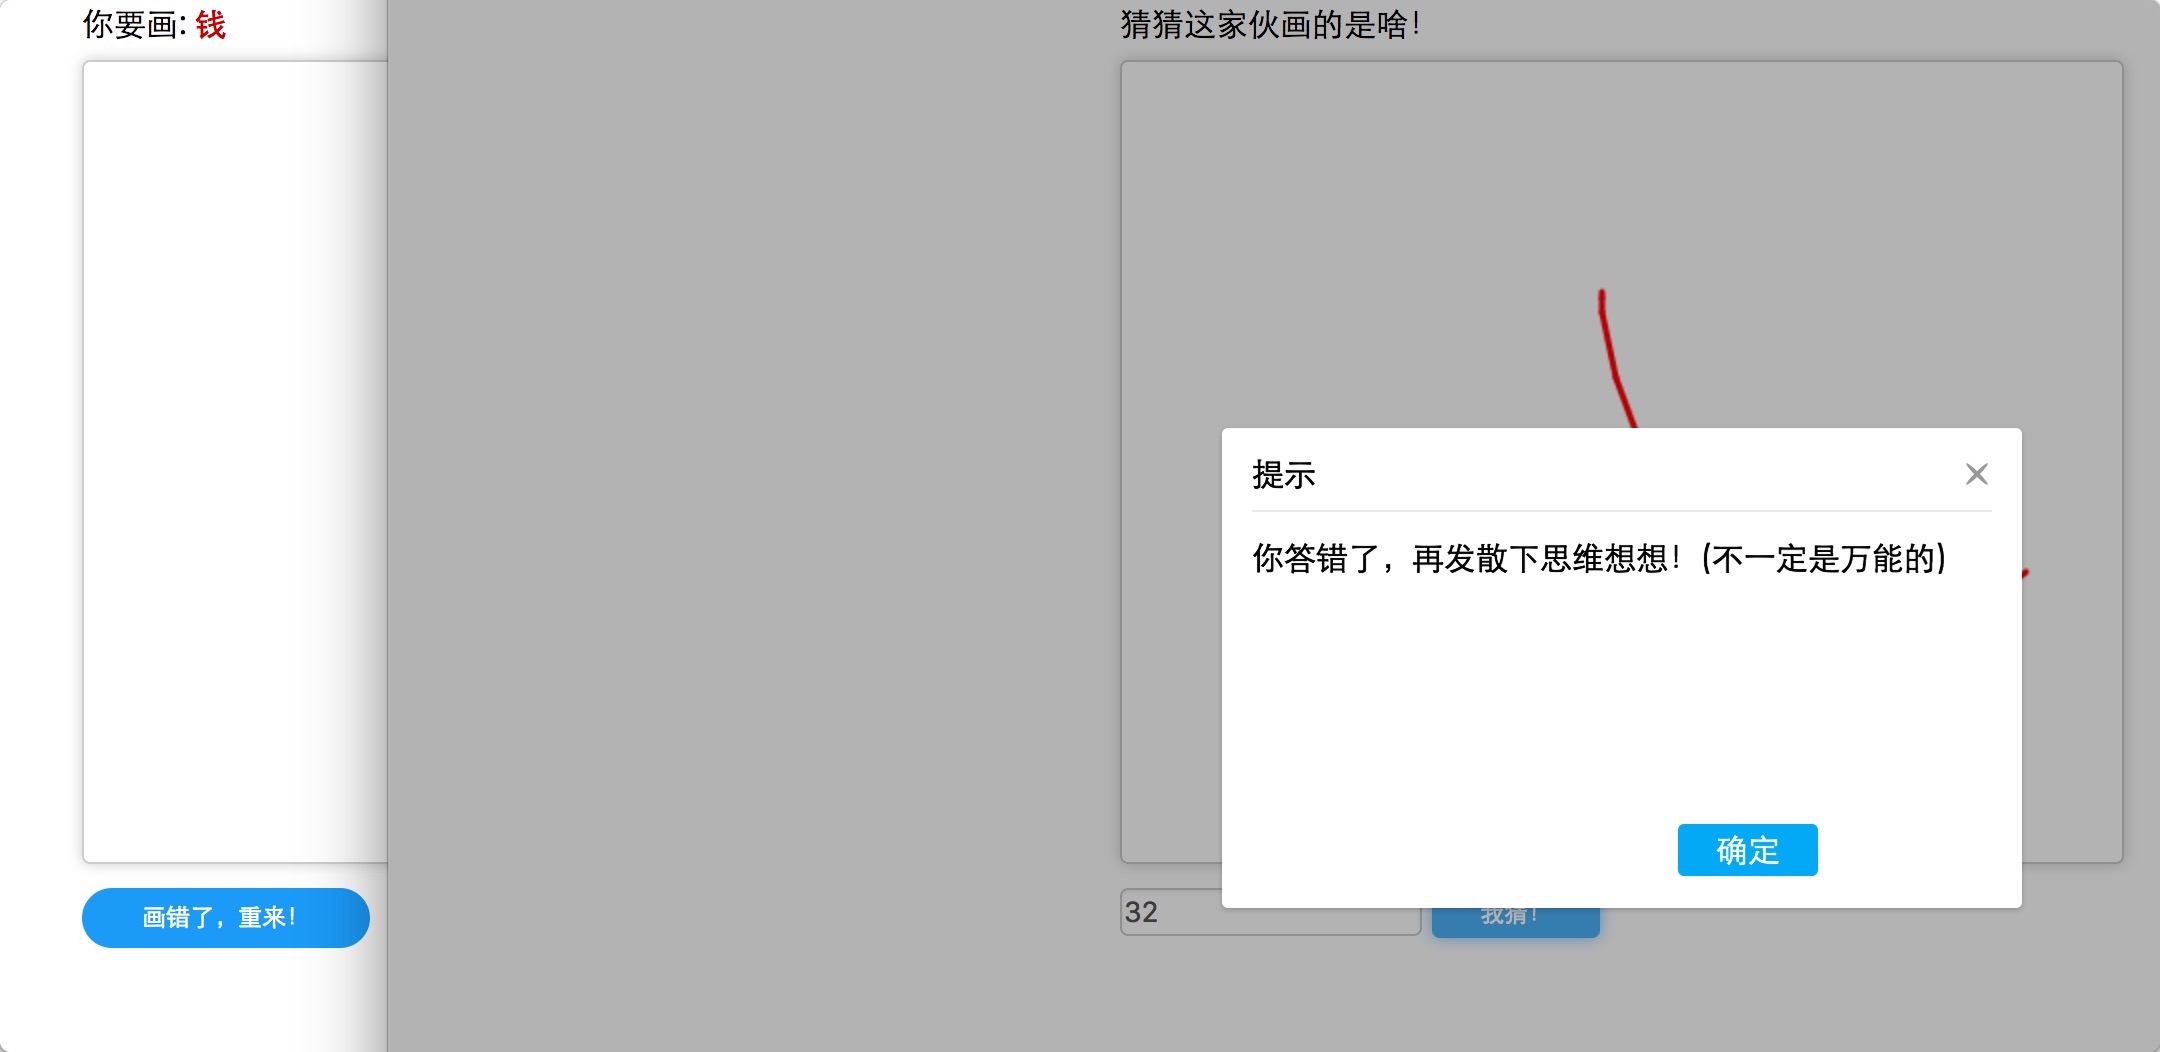 你要画: 钱
画错了，重来！
猜猜这家伙画的是啥！
提示
你答错了，再发散下思维想想！(不一定是万能的)
确定
32
我猜！